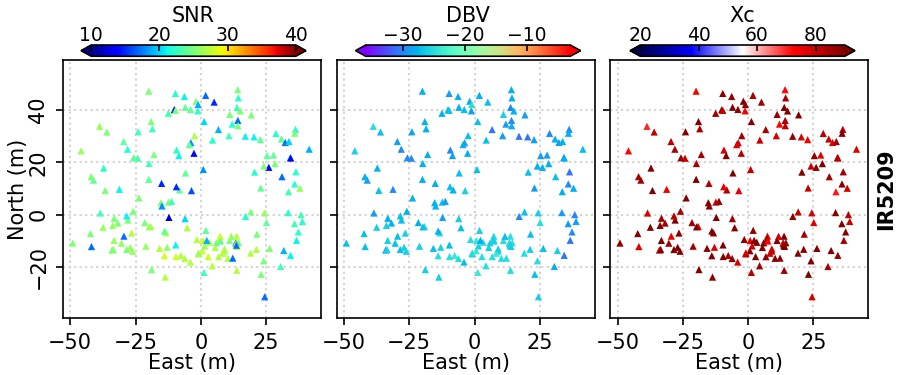 SNR DBV Xc
10 20 30 40 −30 −20 −10 20 40 60 80
40
20
0
−20
North (m)
IR5209
−50 −25 0 25 −50 −25 0 25 −50 −25 0 25
East (m) East (m) East (m)